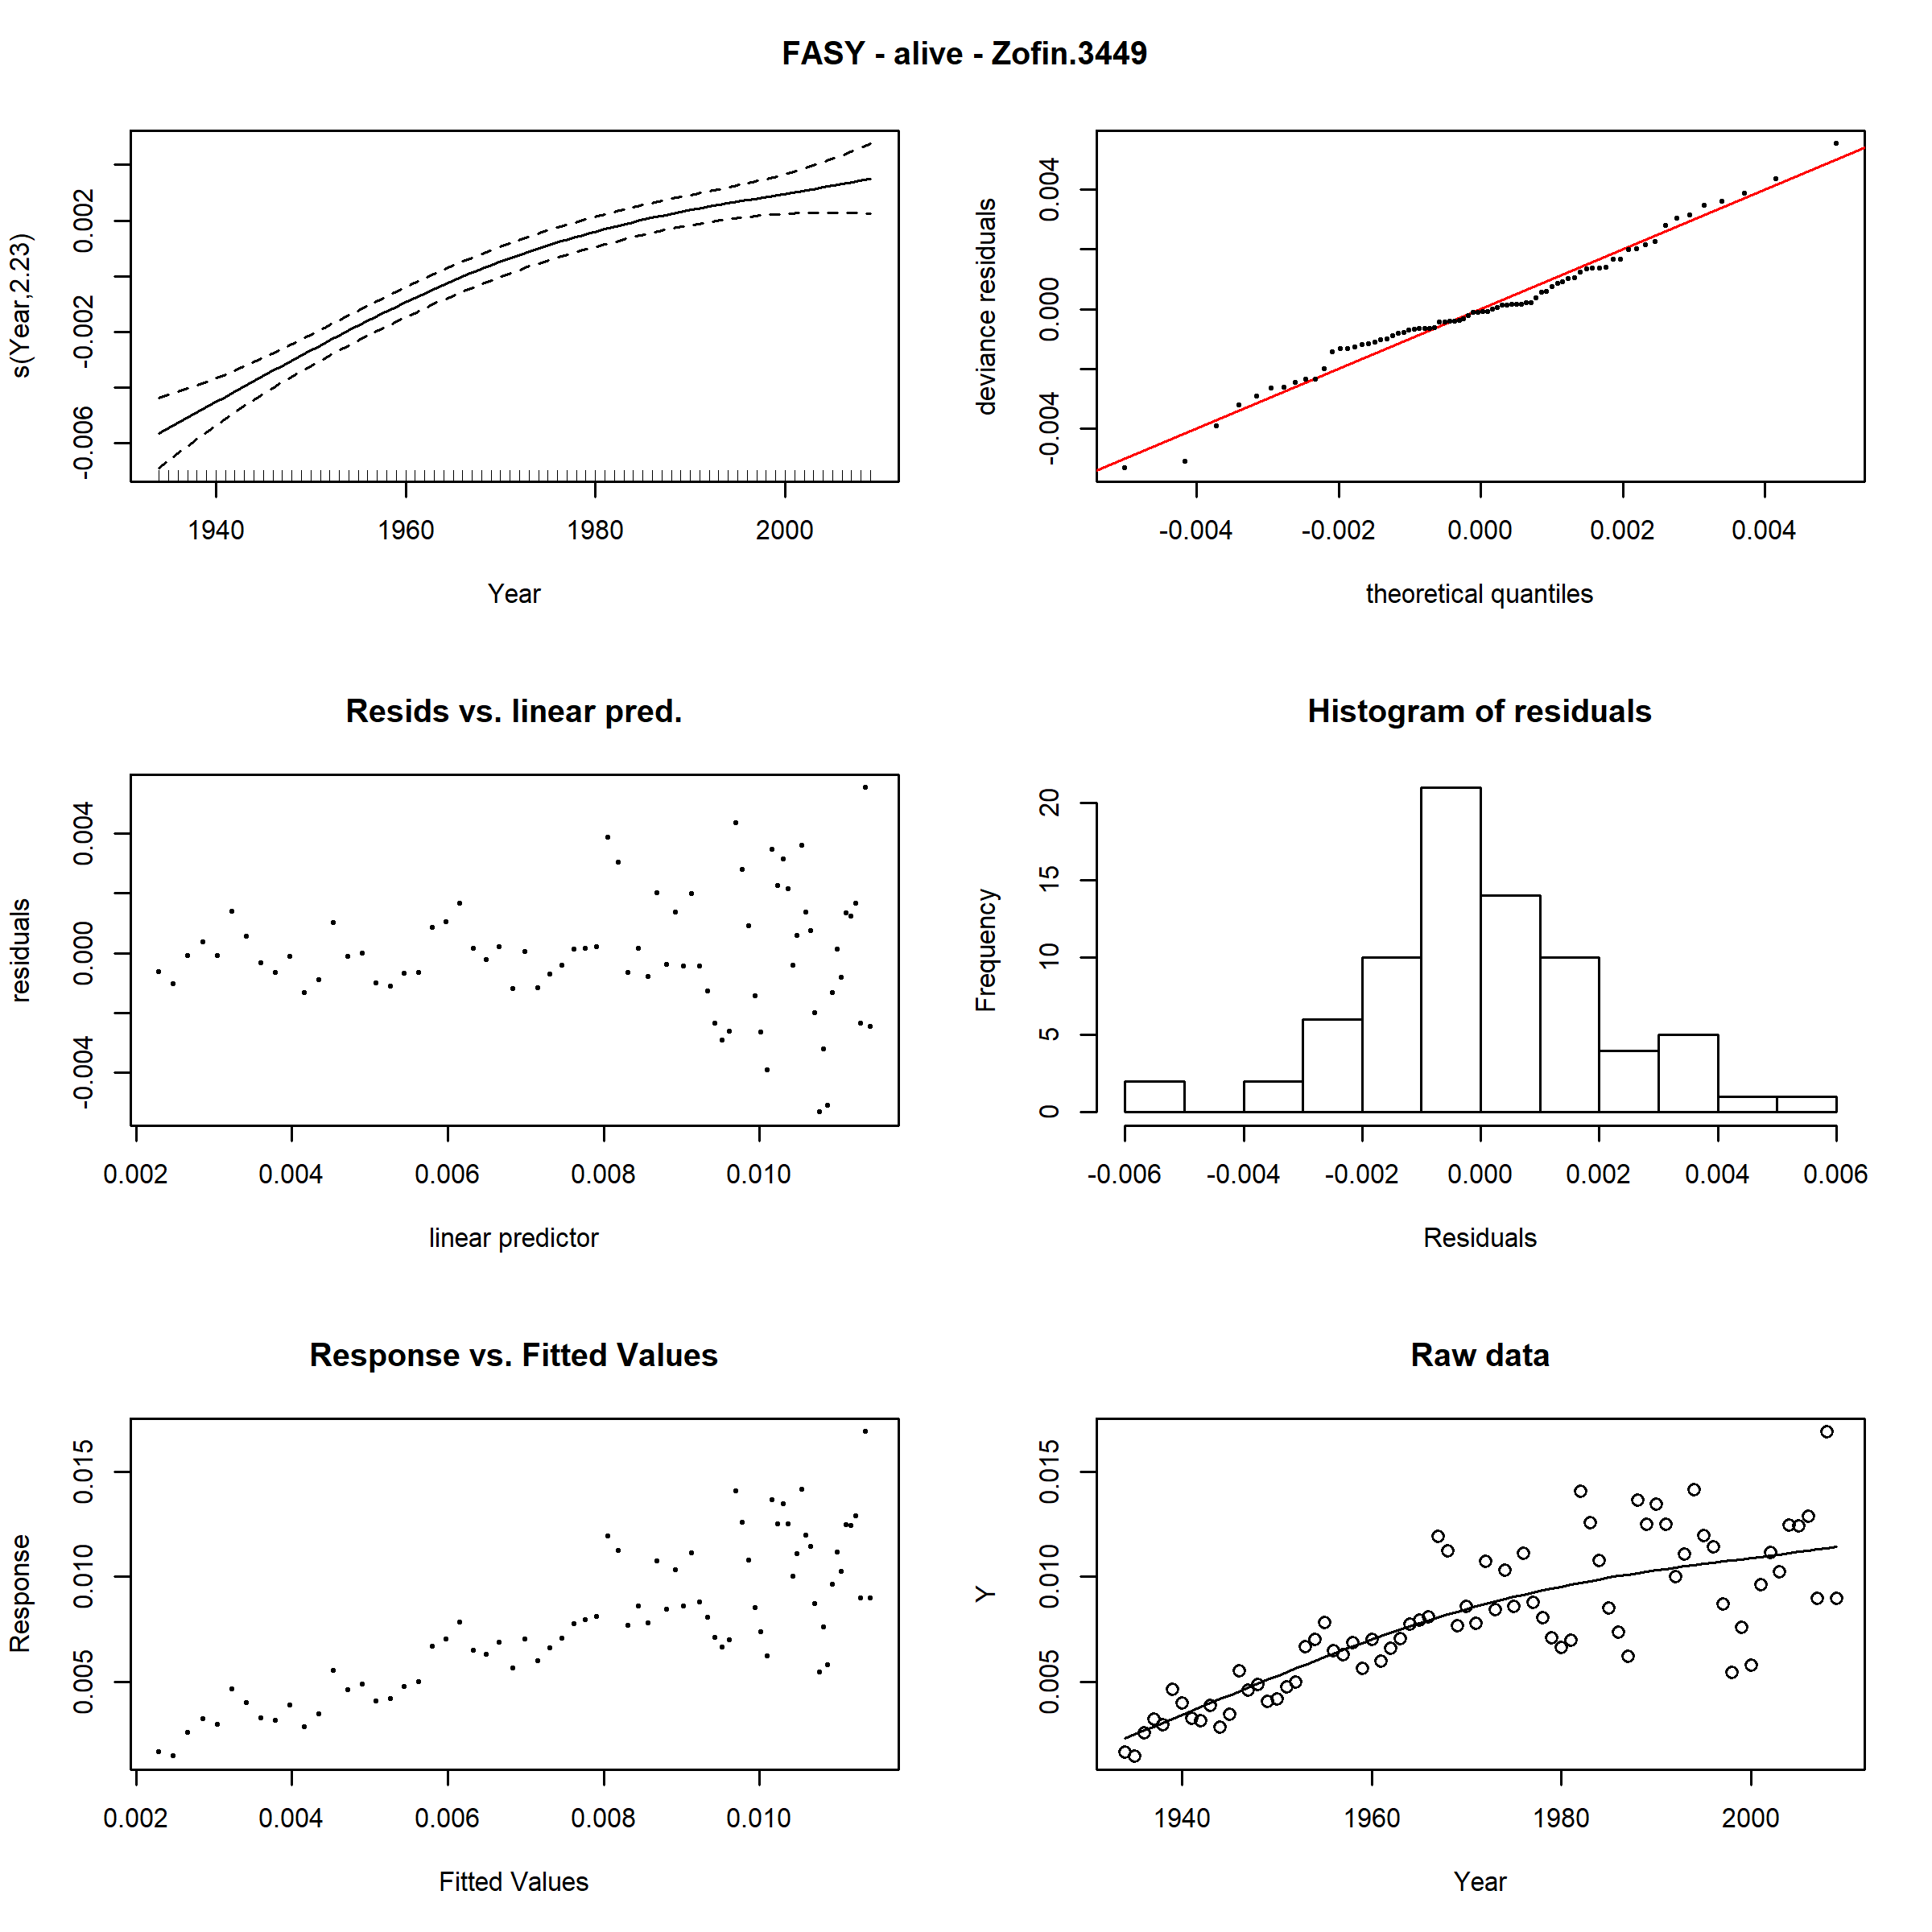 FASY - alive - Zofin.3449
s(Year,2.23)
-0.006 -0.002 0.002
1940 1960 1980 2000
Year
deviance residuals
-0.004 0.000 0.004
-0.004 -0.002 0.000 0.002 0.004
theoretical quantiles
Resids vs. linear pred.
residuals
-0.004 0.000 0.004
0.002 0.004 0.006 0.008 0.010
linear predictor
Histogram of residuals
Frequency
0 5 10 15 20
-0.006 -0.004 -0.002 0.000 0.002 0.004 0.006
Residuals
Response vs. Fitted Values
Response
0.005 0.010 0.015
0.002 0.004 0.006 0.008 0.010
Fitted Values
Raw data
Y
0.005 0.010 0.015
1940 1960 1980 2000
Year